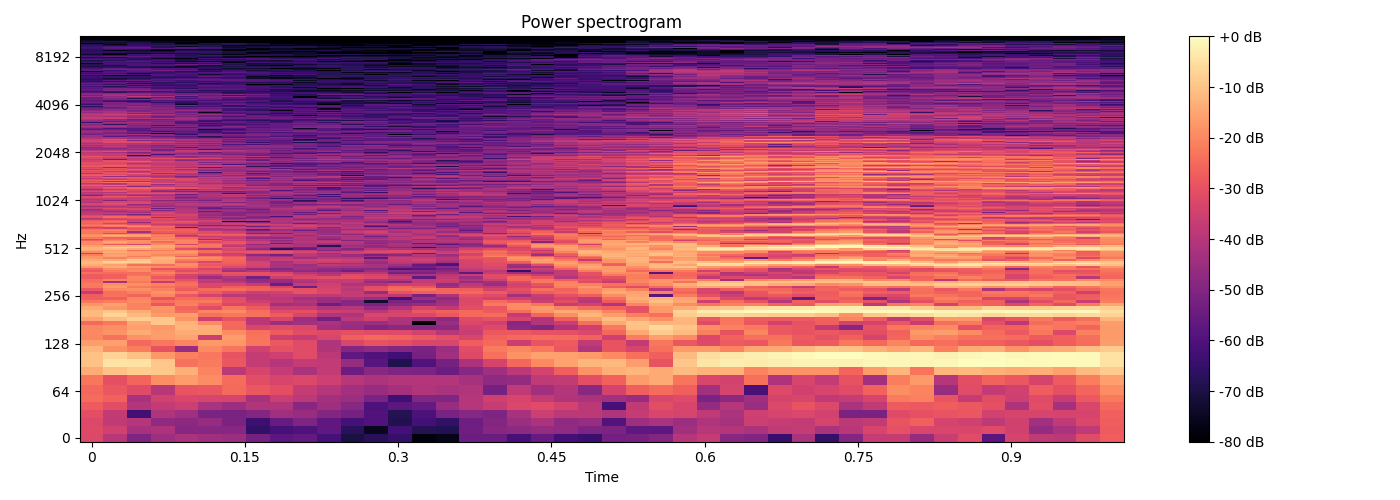 Power spectrogram
8192
4096
2048
1024
512
256
128
64
0
Hz
0 0.15 0.3 0.45 0.6 0.75 0.9
Time
+0 dB
-10 dB
-20 dB
-30 dB
-40 dB
-50 dB
-60 dB
-70 dB
-80 dB